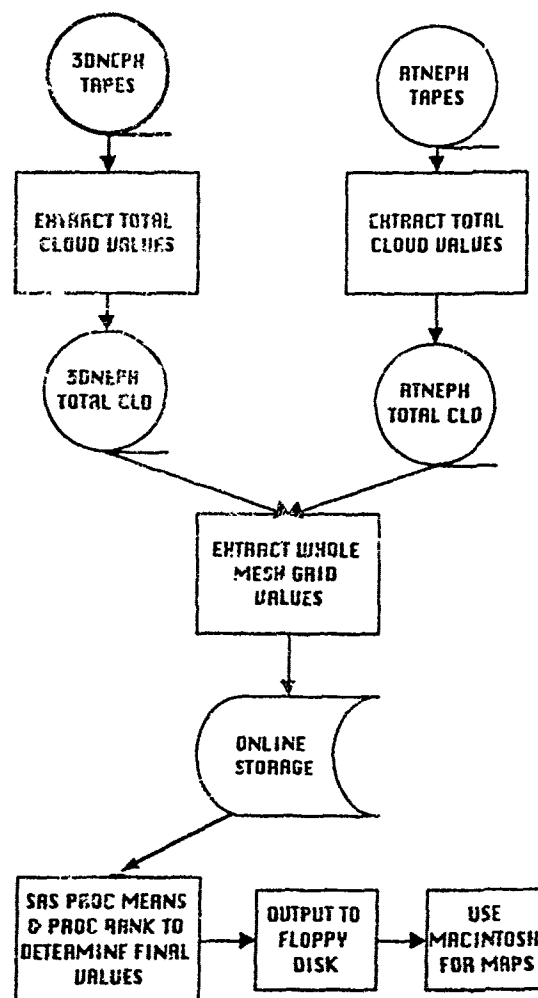 3DNEPH
TAPES
RTNEPH
TAPES
EXTRACT TOTAL
CLOUD VALUES
EXTRACT TOTAL
CLOUD VALUES
3DNEPH
TOTAL CLD
RTNEPH
TOTAL CLD
EXTRACT WHOLE
MESH GRID
VALUES
ONLINE
STORAGE
SAS PROC MEANS
& PROC RANK TO
DETERMINE FINAL
VALUES
OUTPUT TO
FLOPPY
DISK
USE
MACINTOSH
FOR MAPS